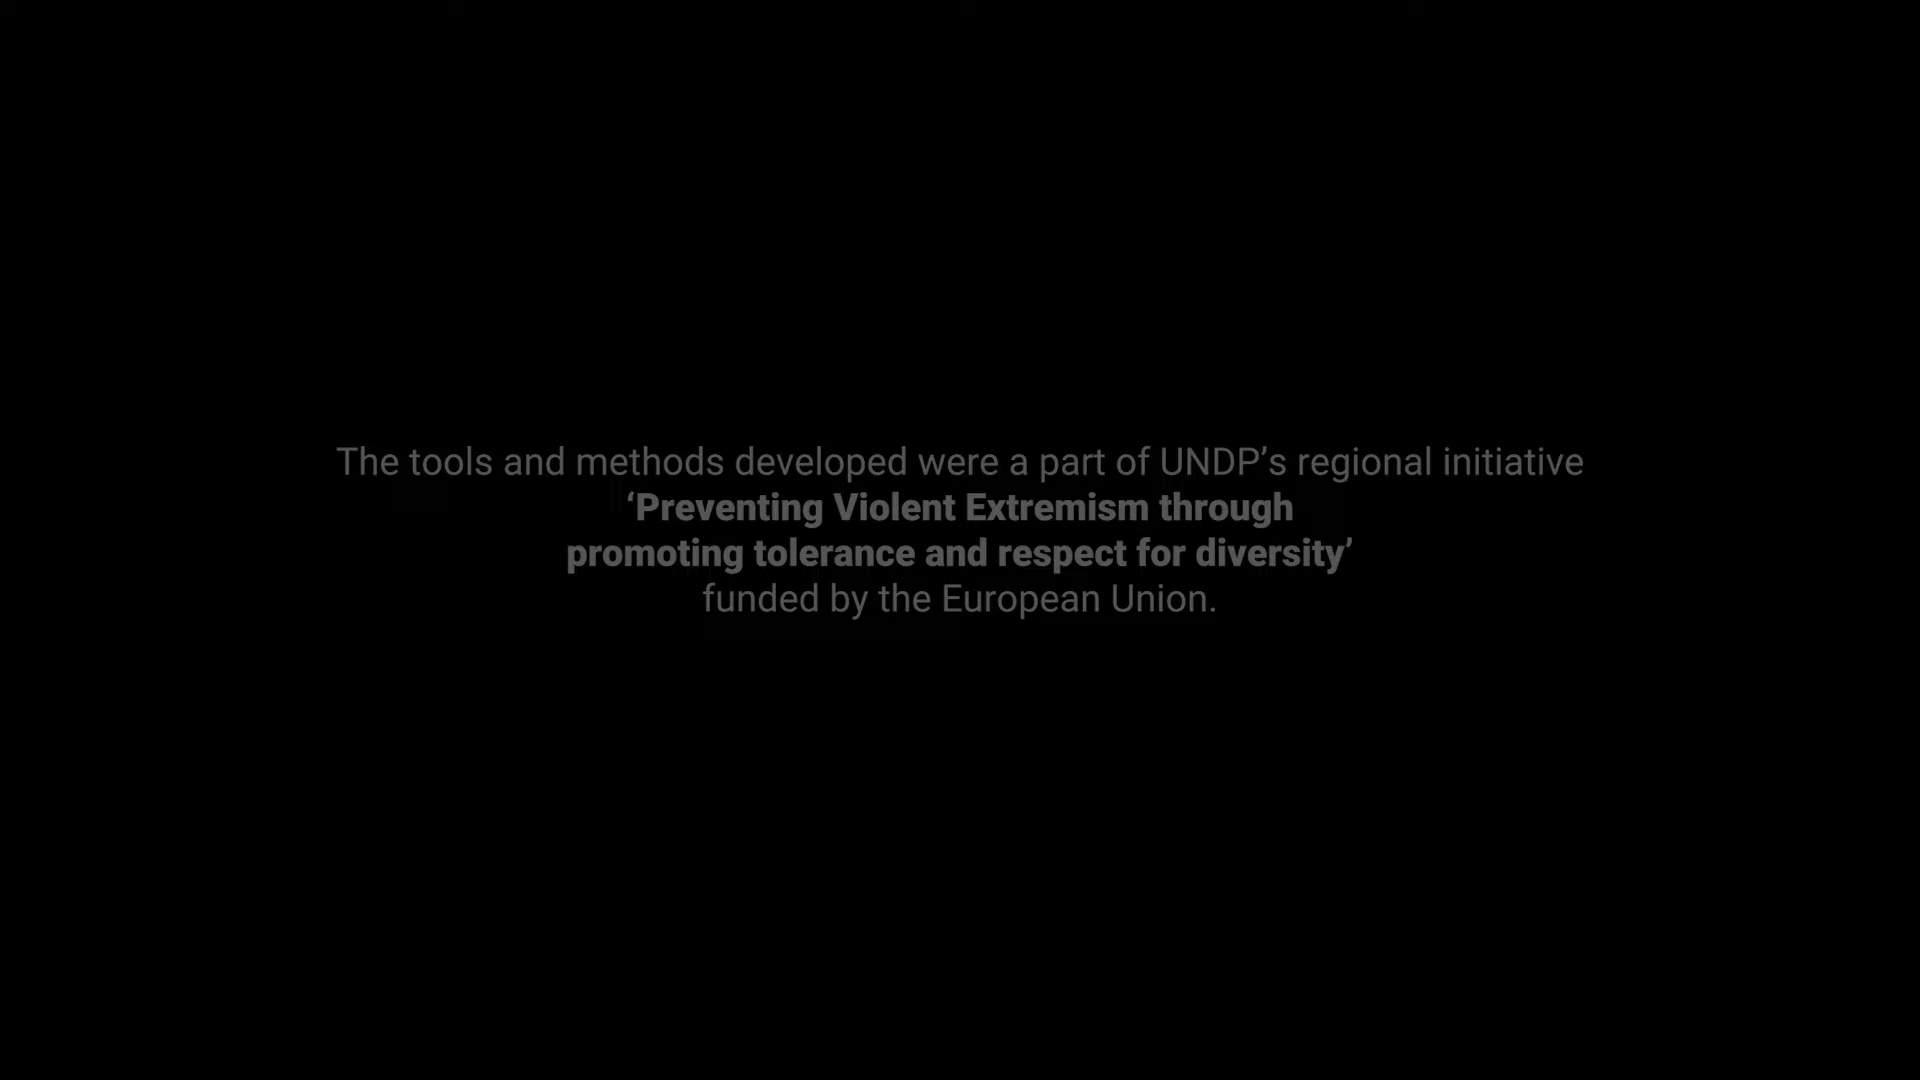 The tools and methods developed were a part of UNDP’s regional initiative
‘Preventing Violent Extremism through
promoting tolerance and respect for diversity’
funded by the European Union.